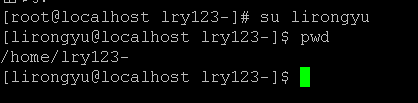 [root@localhost lry123-]# su lirongyu
[lirongyu@localhost lry123-]$ pwd
/home/lry123-
[lirongyu@localhost lry123-]$